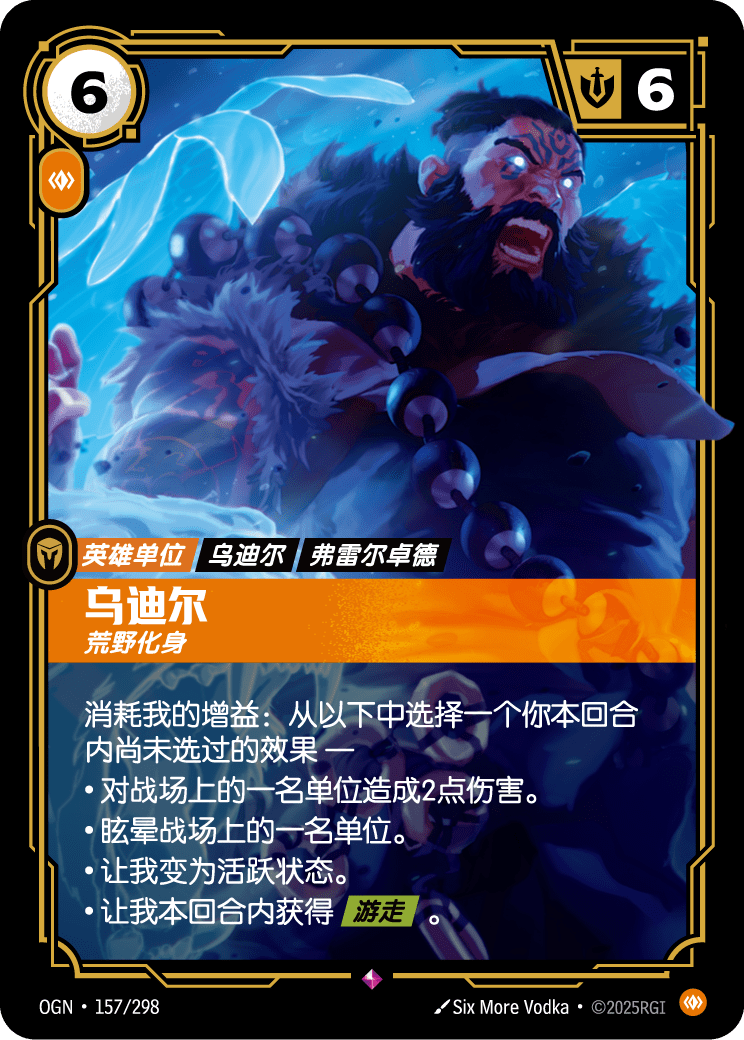 6
6
英雄单位 乌迪尔 弗雷尔卓德
乌迪尔
荒野化身
消耗我的增益：从以下中选择一个你本回合
内尚未选过的效果 —
• 对战场上的一名单位造成2点伤害。
• 眩晕战场上的一名单位。
• 让我变为活跃状态。
• 让我本回合内获得 游走 。
OGN • 157/298 Six More Vodka • ©2025RGI